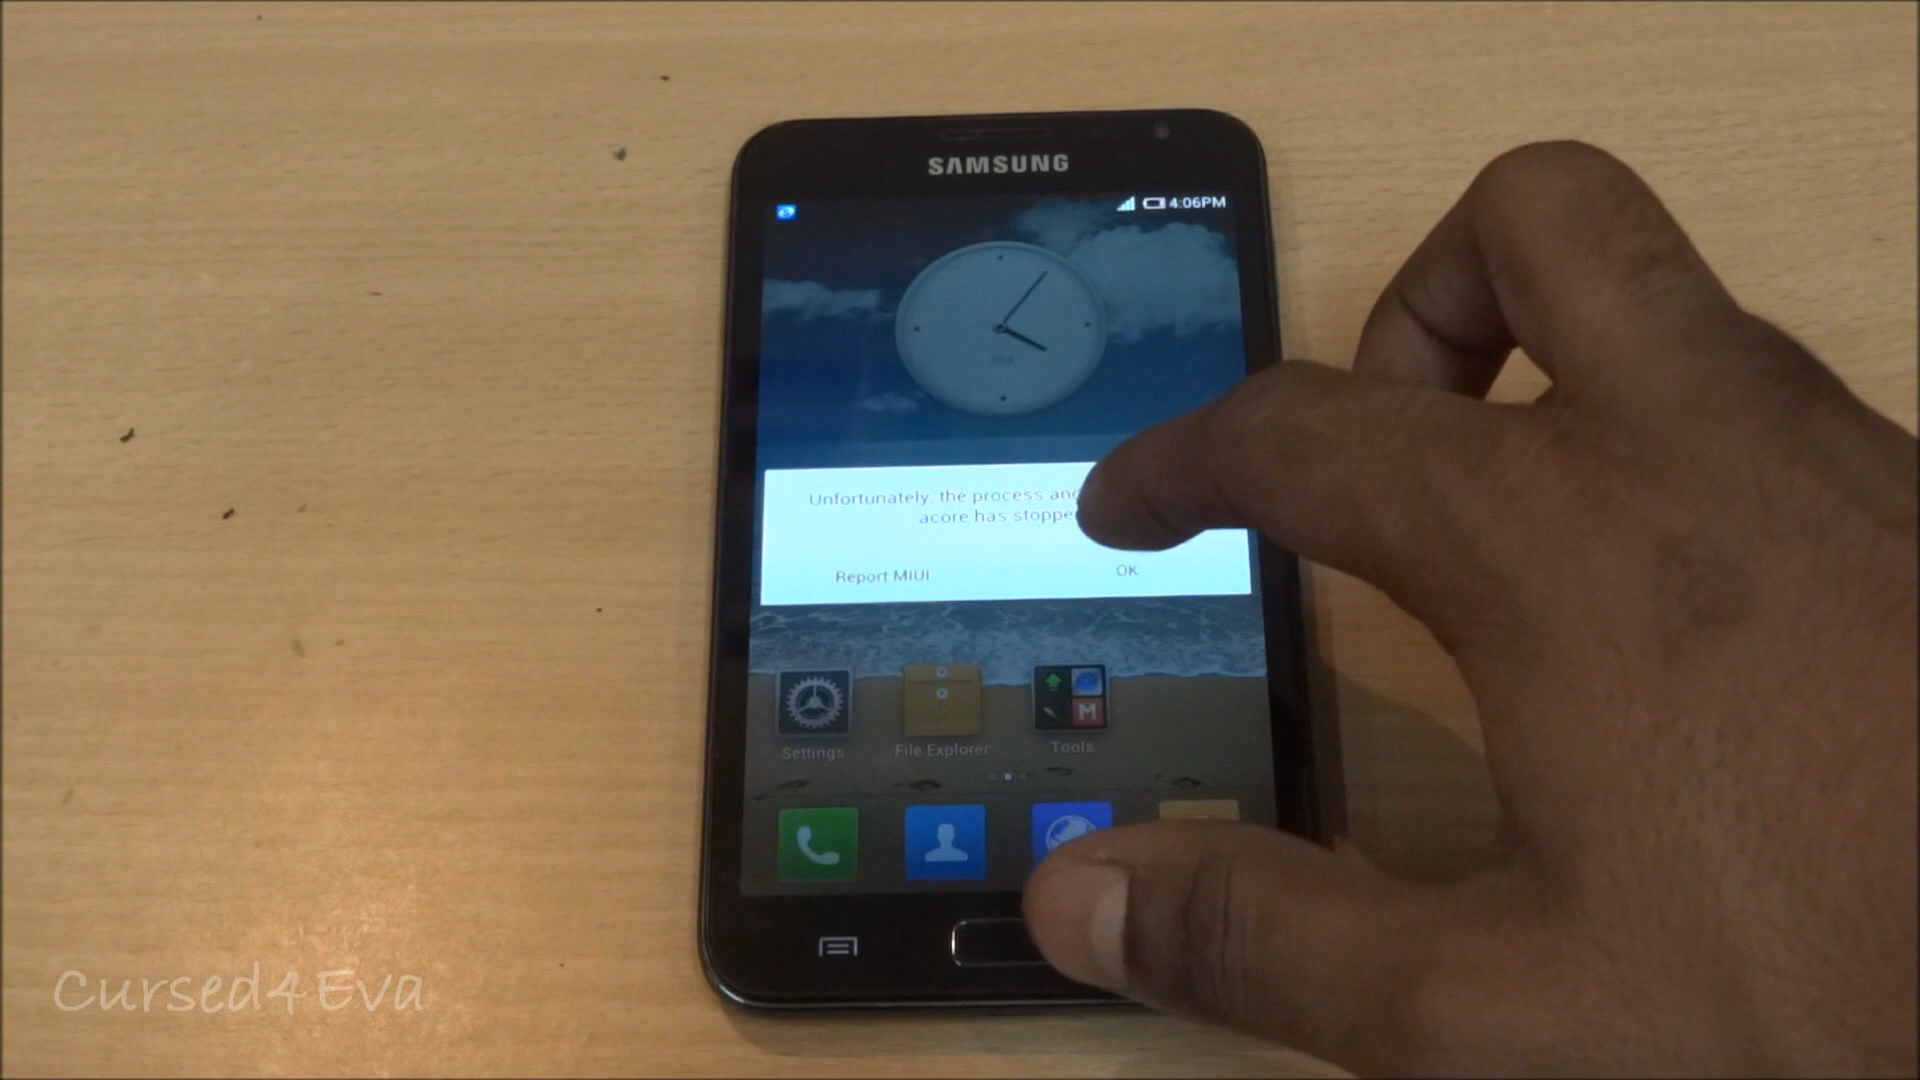 SAMSUNG
4:06PM
Unfortunately, the process
acore has
Report MIUI
OK
Settings
File Explorer
Tools
M
Cursed4Eva